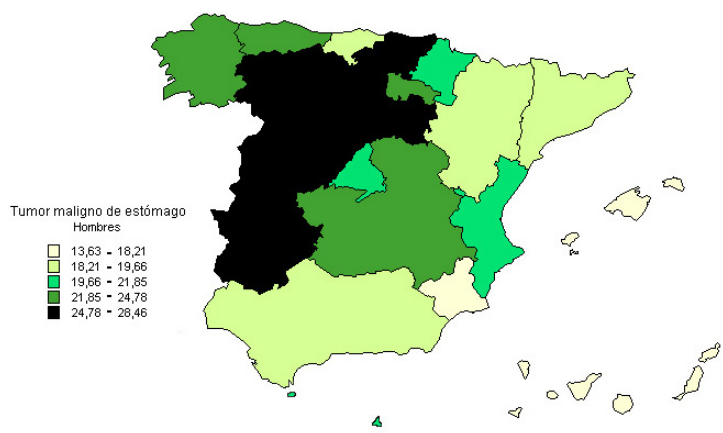 Tumor maligno de estómago
Hombres
13,63 - 18,21
18,21 - 19,66
19,66 - 21,85
21,85 - 24,78
24,78 - 28,46